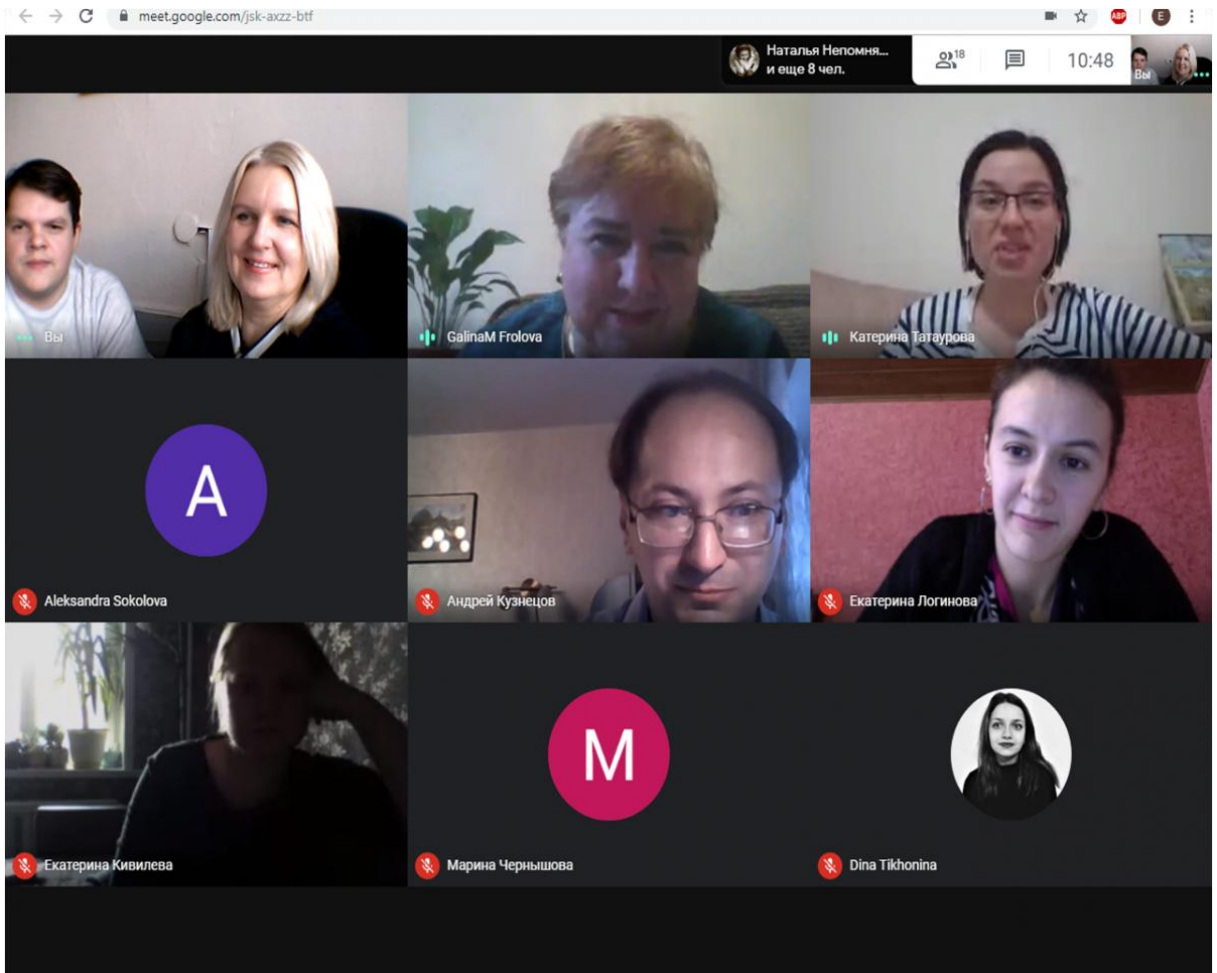 meet.google.com/jsk-axzz-btf
ABP
E
Наталья Непомня...
и еще 8 чел.
18
10:48
Вы
Вы
GalinaM Frolova
Катерина Татаурова
A
Aleksandra Sokolova
Андрей Кузнецов
Екатерина Логинова
Екатерина Кивилева
M
Марина Чернышова
Dina Tikhonina